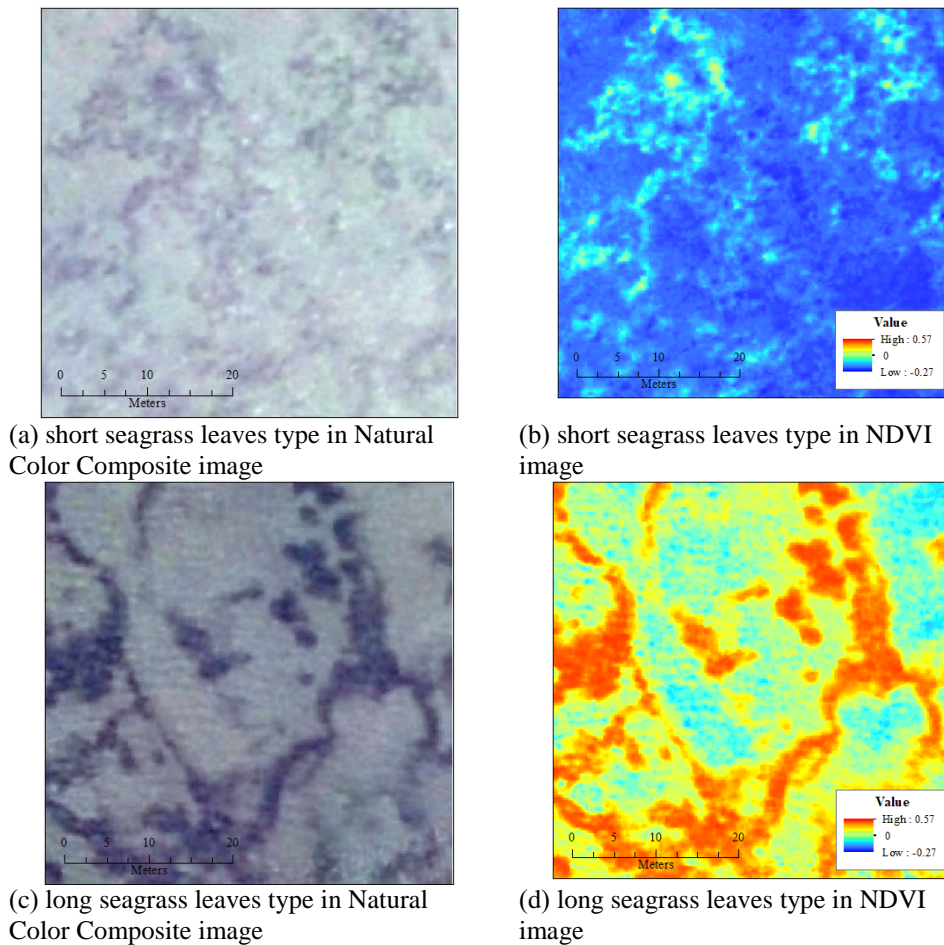 0 5 10 20
Meters
Value
High : 0.57
0
Low : -0.27
0 5 10 20
Meters
(a) short seagrass leaves type in Natural
Color Composite image
(b) short seagrass leaves type in NDVI
image
0 5 10 20
Meters
Value
High : 0.57
0
Low : -0.27
0 5 10 20
Meters
(c) long seagrass leaves type in Natural
Color Composite image
(d) long seagrass leaves type in NDVI
image